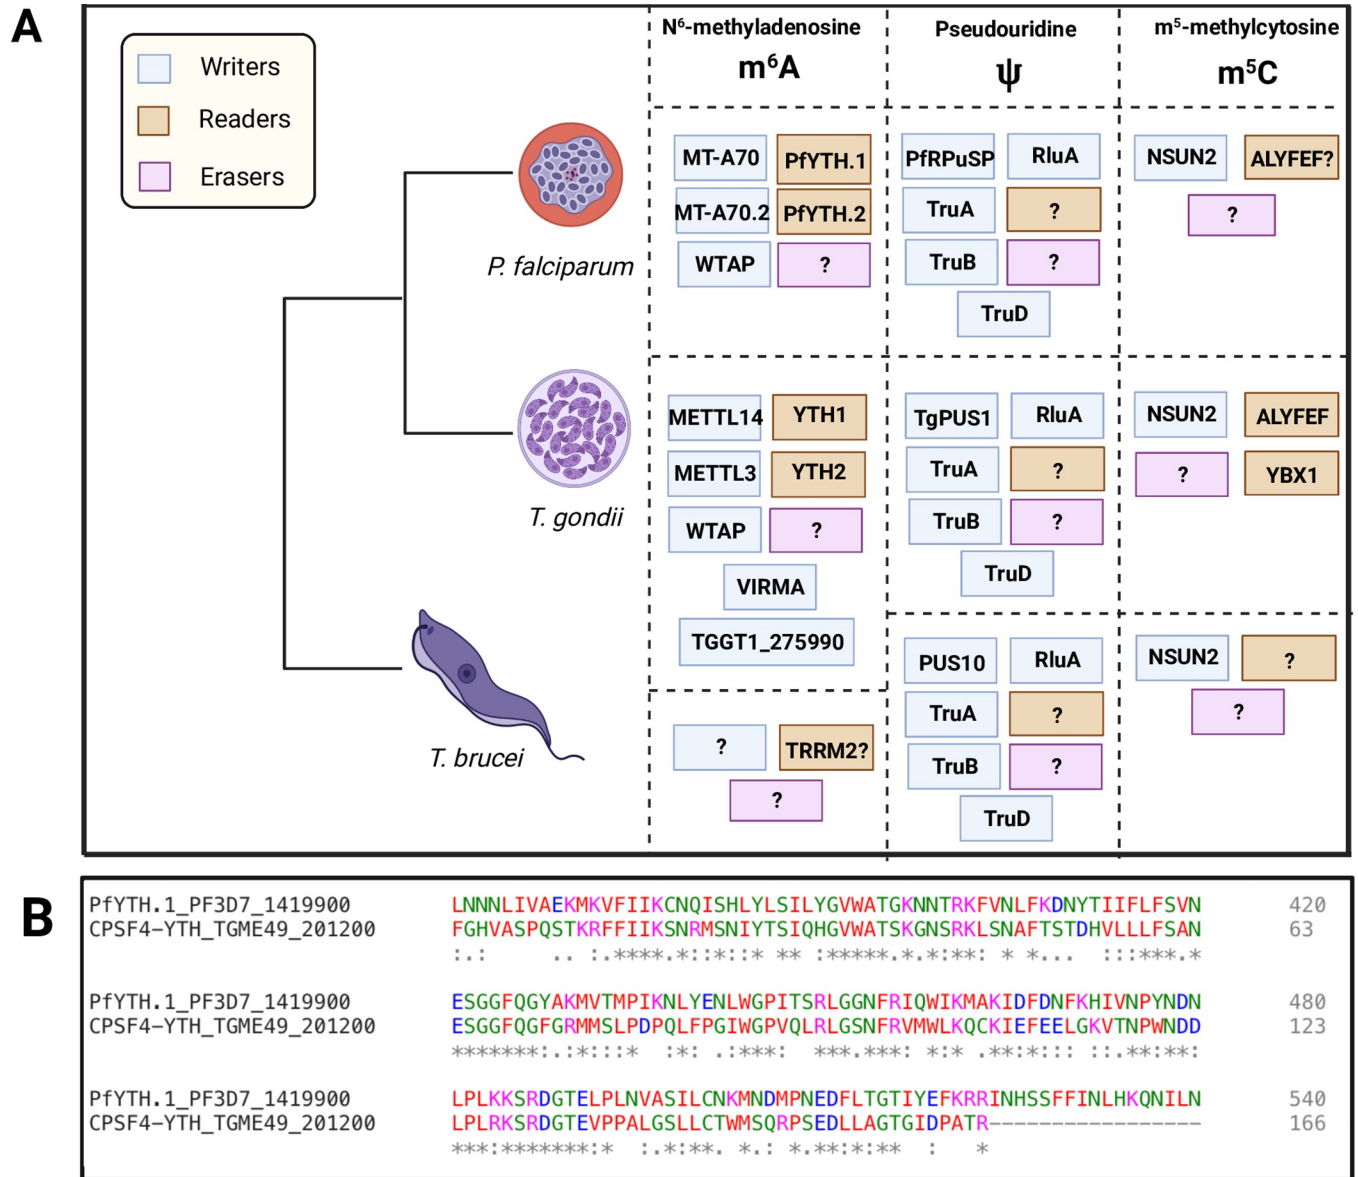 A
Writers
Readers
Erasers
N⁶-methyladenosine
m⁶A
Pseudouridine
ψ
m⁵-methylcytosine
m⁵C
P. falciparum
MT-A70 PfYTH.1
MT-A70.2 PfYTH.2
WTAP ?
PfRPuSP RluA
TruA ?
TruB ?
TruD
NSUN2 ALYFEF?
?
T. gondii
METTL14 YTH1
METTL3 YTH2
WTAP ?
VIRMA
TGGT1_275990
TgPUS1 RluA
TruA ?
TruB ?
TruD
NSUN2 ALYFEF
? YBX1
T. brucei
? TRRM2?
?
PUS10 RluA
TruA ?
TruB ?
TruD
NSUN2 ?
?
B
PfYTH.1_PF3D7_1419900 LNNNLIVAEKMKVFIIKCNQISHLYLSILYGVWATGKNNTRKFVNLFKDNYTIIFLFSVN 420
CPSF4-YTH_TGME49_201200 FGHVASPQSTKRFFIIKSNRMSNIYTSIQHGVWATSKGNSRKLSNAFTSTDHVLLLFSAN 63
:.: .. :.****.*::*::* ** :*****.*.*:**: * *... :::***.*
PfYTH.1_PF3D7_1419900 ESGGFQGYAKMVTMPIKNLYENLWGPITSRLGGNFRIQWIKMAKIDFDNFKHIVNPYNDN 480
CPSF4-YTH_TGME49_201200 ESGGFQGFGRMMSLPDPQLFPGIWGPVQLRLGSNFRVMWLKQCKIEFEELGKVTNPWNDD 123
*******:.:*:::* :*: .:***: ***.***: *:* .**:*::: ::.**:**:
PfYTH.1_PF3D7_1419900 LPLKKSRDGTELPLNVASILCNKMNDMPNEDFLTGTIYEFKRRINHSSFFINLHKQNILN 540
CPSF4-YTH_TGME49_201200 LPLRKSRDGTEVPPALGSLLCTWMSQRPSEDLLAGTGIDPATR----------------- 166
***:*******:* :.*:**. *.: *.**:*:** : *